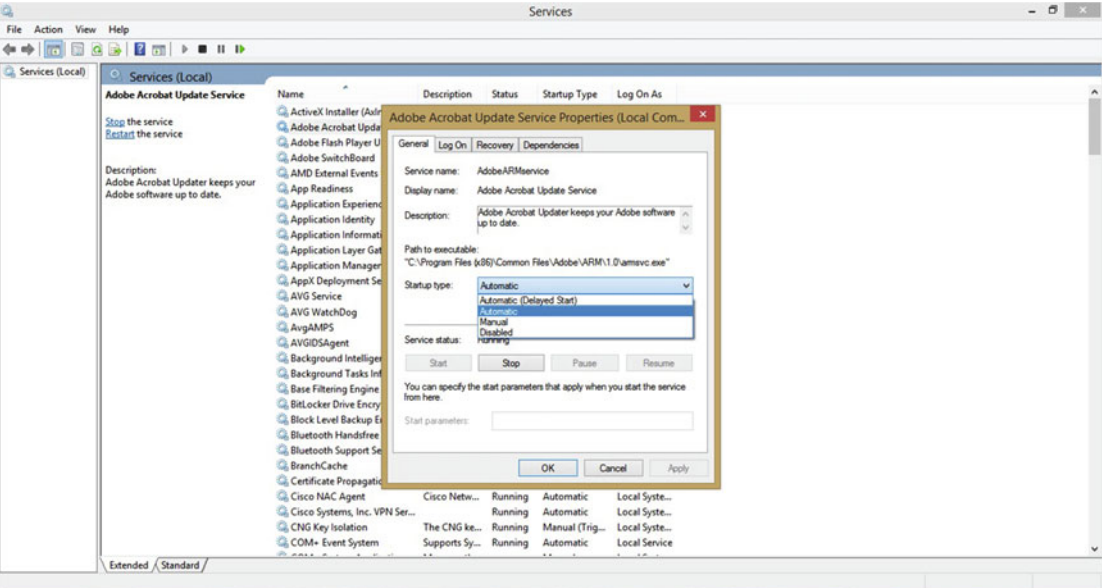 Services
File Action View Help
Services (Local)
Services (Local)
Adobe Acrobat Update Service
Stop the service
Restart the service
Description:
Adobe Acrobat Updater keeps your
Adobe software up to date.
Name Description Status Startup Type Log On As
ActiveX Installer (AxIn
Adobe Acrobat Upda
Adobe Flash Player U
Adobe SwitchBoard
AMD External Events
App Readiness
Application Experienc
Application Identity
Application Informati
Application Layer Gat
Application Manager
AppX Deployment Se
AVG Service
AVG WatchDog
AvgAMPS
AVGIDSAgent
Background Intelliger
Background Tasks Inf
Base Filtering Engine
BitLocker Drive Encry
Block Level Backup E
Bluetooth Handsfree
Bluetooth Support Se
BranchCache
Certificate Propagatic
Cisco NAC Agent Cisco Netw... Running Automatic Local Syste...
Cisco Systems, Inc. VPN Ser... Running Automatic Local Syste...
CNG Key Isolation The CNG ke... Running Manual (Trig... Local Syste...
COM+ Event System Supports Sy... Running Automatic Local Service
Adobe Acrobat Update Service Properties (Local Com...
General Log On Recovery Dependencies
Service name: AdobeARMservice
Display name: Adobe Acrobat Update Service
Description: Adobe Acrobat Updater keeps your Adobe software
up to date.
Path to executable:
"C:\Program Files (x86)\Common Files\Adobe\ARM\1.0\armsvc.exe"
Startup type: Automatic
Automatic (Delayed Start)
Automatic
Manual
Disabled
Service status: Running
Start Stop Pause Resume
You can specify the start parameters that apply when you start the service
from here.
Start parameters:
OK Cancel Apply
Extended Standard